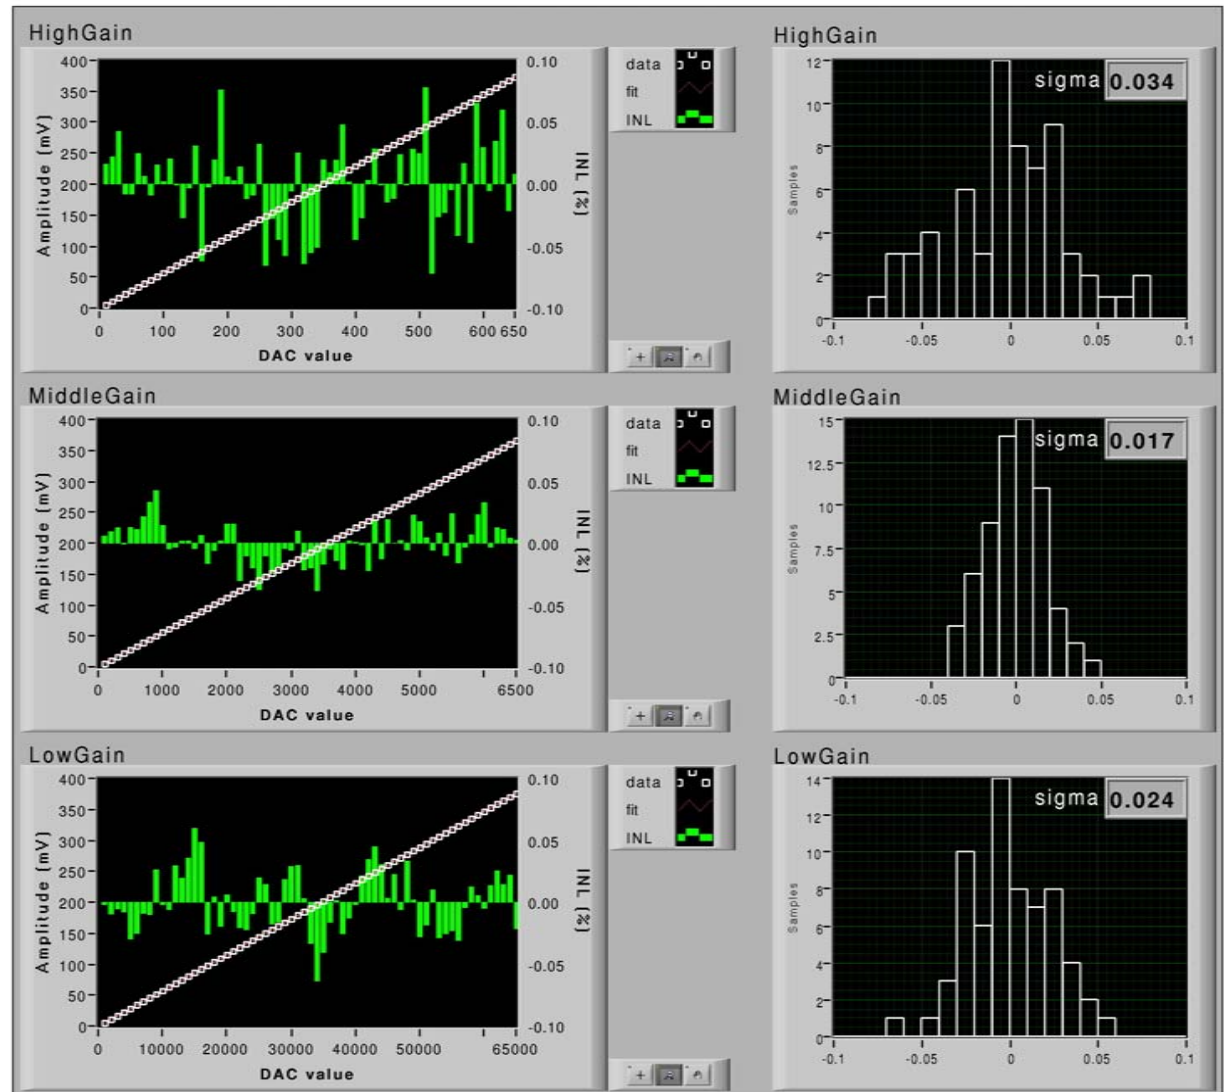 HighGain
400
350
300
250
200
150
100
50
0
Amplitude (mV)
0.10
0.05
0.00
-0.05
-0.10
INL (%)
0 100 200 300 400 500 600 650
DAC value
data
fit
INL
HighGain
sigma 0.034
12
10
8
6
4
2
0
Samples
-0.1 -0.05 0 0.05 0.1
MiddleGain
400
350
300
250
200
150
100
50
0
Amplitude (mV)
0.10
0.05
0.00
-0.05
-0.10
INL (%)
0 1000 2000 3000 4000 5000 6500
DAC value
data
fit
INL
MiddleGain
sigma 0.017
15
12.5
10
7.5
5
2.5
0
Samples
-0.1 -0.05 0 0.05 0.1
LowGain
400
350
300
250
200
150
100
50
0
Amplitude (mV)
0.10
0.05
0.00
-0.05
-0.10
INL (%)
0 10000 20000 30000 40000 50000 65000
DAC value
data
fit
INL
LowGain
sigma 0.024
14
12
10
8
6
4
2
0
Samples
-0.1 -0.05 0 0.05 0.1